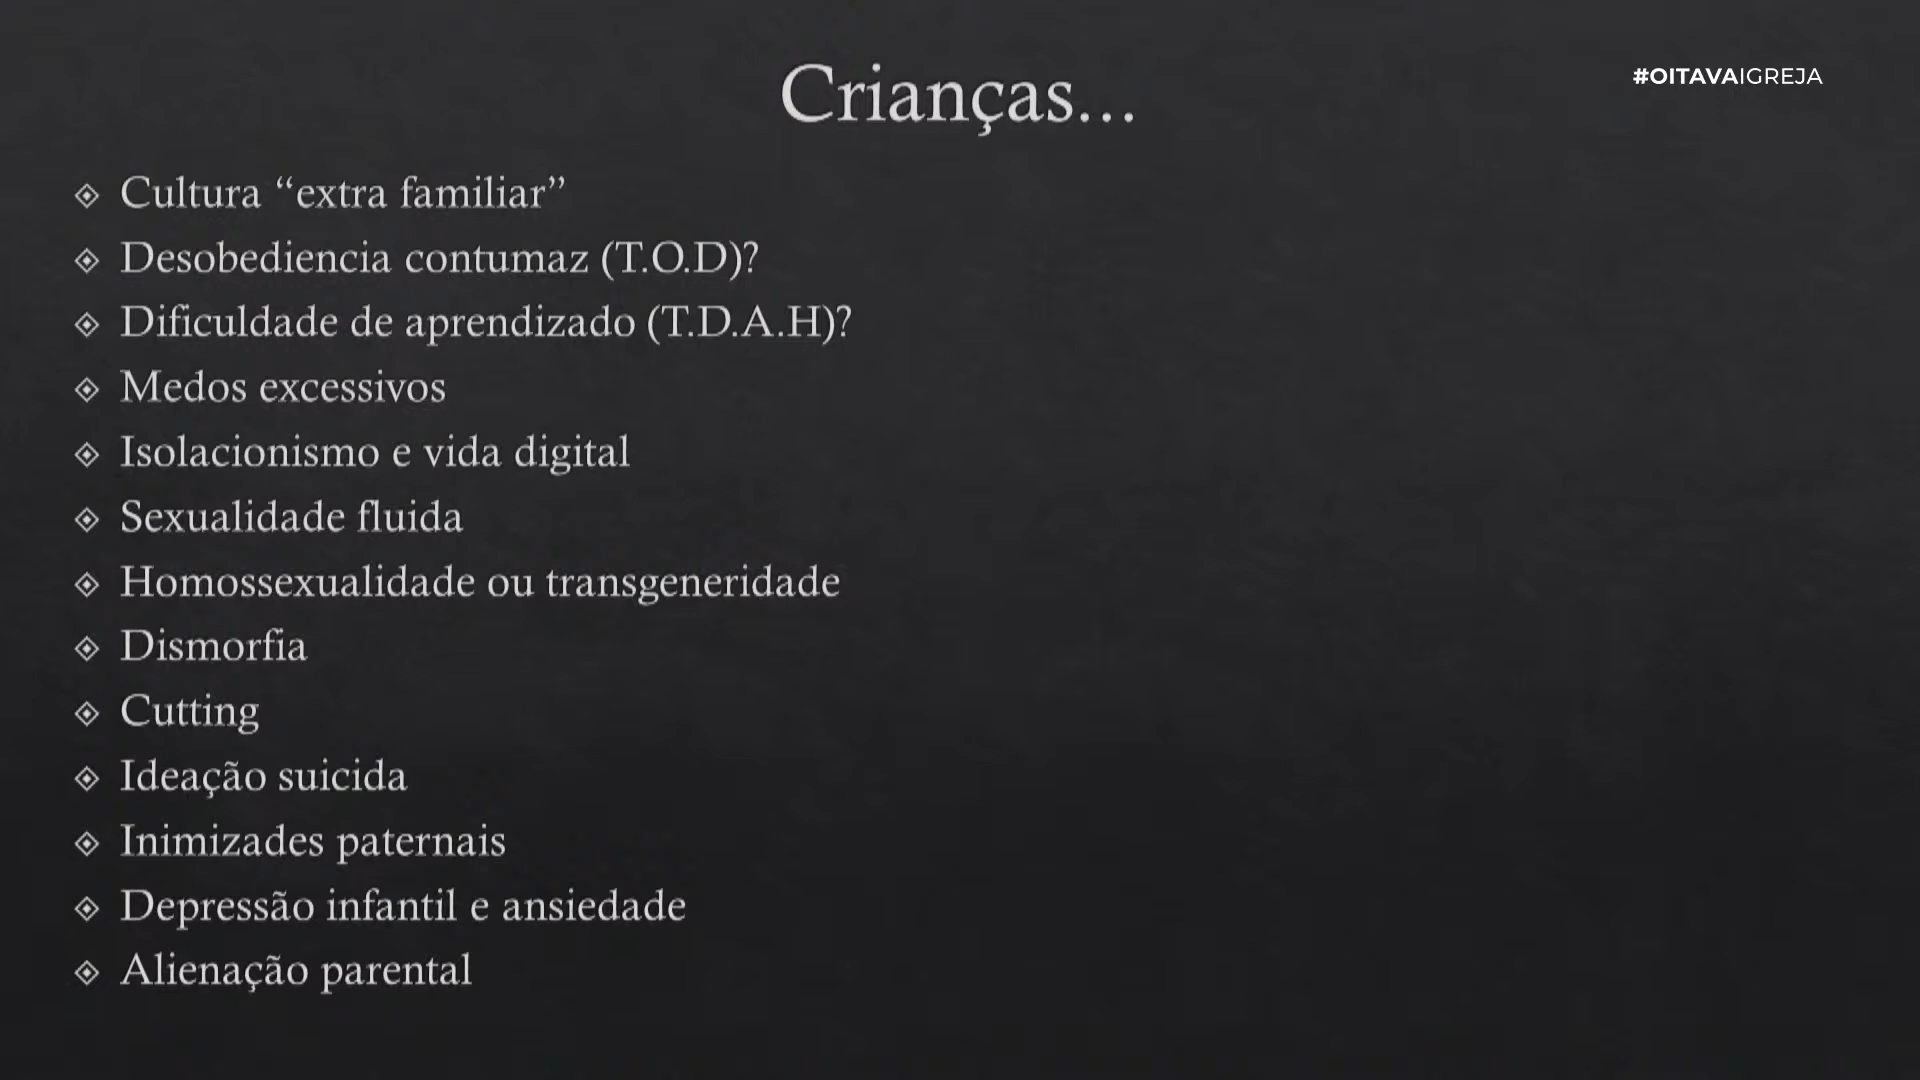 Crianças...
#OITAVAIGREJA
Cultura “extra familiar”
Desobediencia contumaz (T.O.D)?
Dificuldade de aprendizado (T.D.A.H)?
Medos excessivos
Isolacionismo e vida digital
Sexualidade fluida
Homossexualidade ou transgeneridade
Dismorfia
Cutting
Ideação suicida
Inimizades paternais
Depressão infantil e ansiedade
Alienação parental